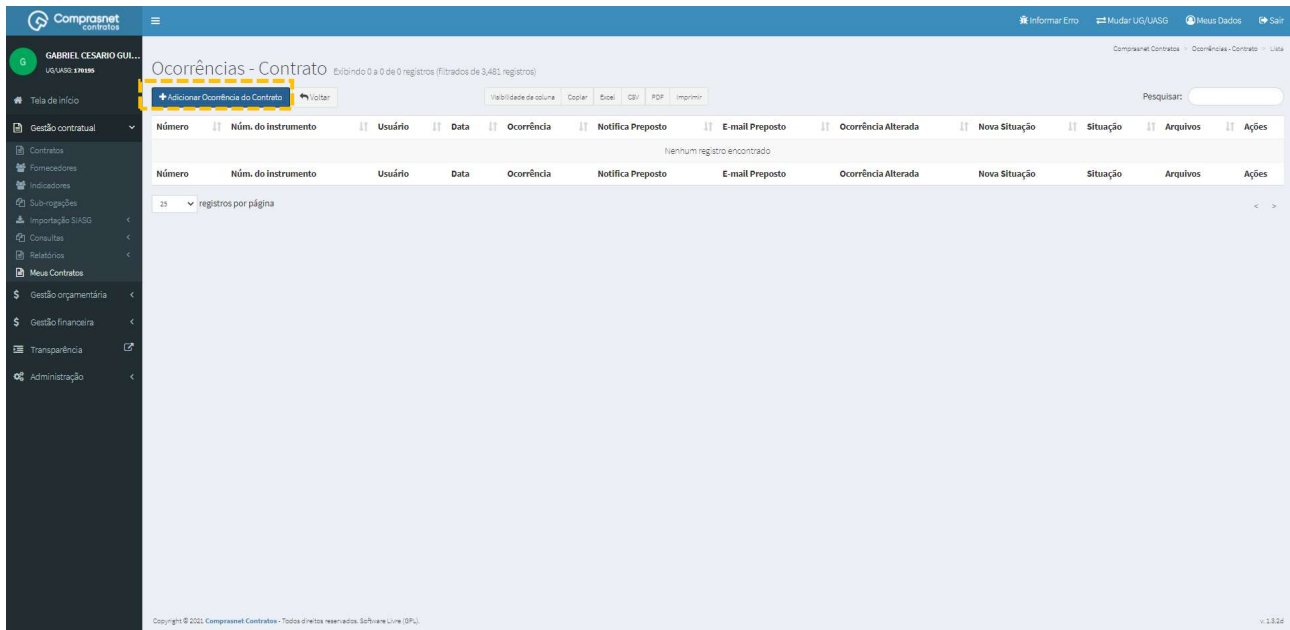 Comprasnet
contratos
Informar Erro Mudar UG/UASG Meus Dados Sair
G
GABRIEL CESARIO GUI...
UG/UASG: 170195
Comprasnet Contratos > Ocorrências - Contrato > Lista
Ocorrências - Contrato Exibindo 0 a 0 de 0 registros (filtrados de 3,481 registros)
Tela de início
Gestão contratual
Contratos
Fornecedores
Indicadores
Sub-rogações
Importação SIASG
Consultas
Relatórios
Meus Contratos
Gestão orçamentária
Gestão financeira
Transparência
Administração
+ Adicionar Ocorrência do Contrato Voltar Visibilidade da coluna Copiar Excel CSV PDF Imprimir Pesquisar:
Número Núm. do instrumento Usuário Data Ocorrência Notifica Preposto E-mail Preposto Ocorrência Alterada Nova Situação Situação Arquivos Ações
Nenhum registro encontrado
Número Núm. do instrumento Usuário Data Ocorrência Notifica Preposto E-mail Preposto Ocorrência Alterada Nova Situação Situação Arquivos Ações
25 registros por página < >
Copyright © 2021 Comprasnet Contratos - Todos direitos reservados. Software Livre (GPL). v. 1.3.2d